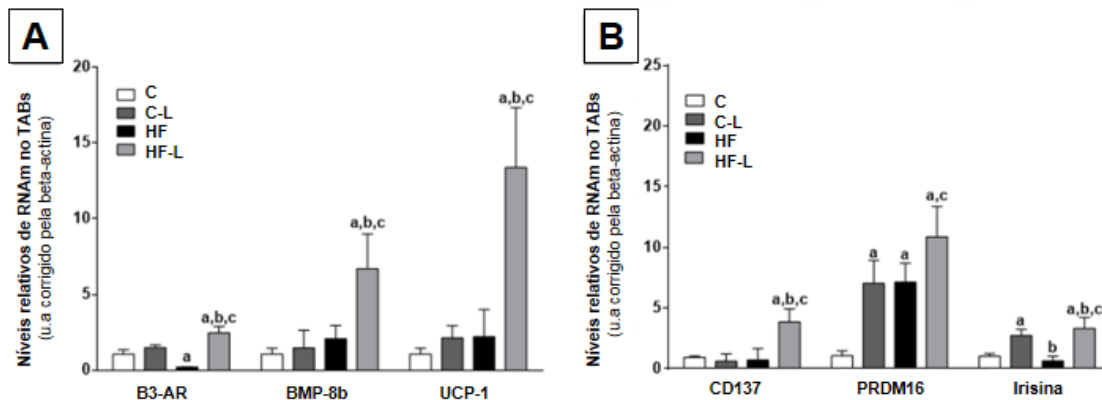 A
Níveis relativos de RNAm no TABs
(u.a corrigido pela beta-actina)
20
15
10
5
0
C
C-L
HF
HF-L
a,b,c
a
a,b,c
a,b,c
B3-AR
BMP-8b
UCP-1
B
Níveis relativos de RNAm no TABs
(u.a corrigido pela beta-actina)
25
20
15
10
5
0
C
C-L
HF
HF-L
a,b,c
a
a
a,c
a
b
a,b,c
CD137
PRDM16
Irisina